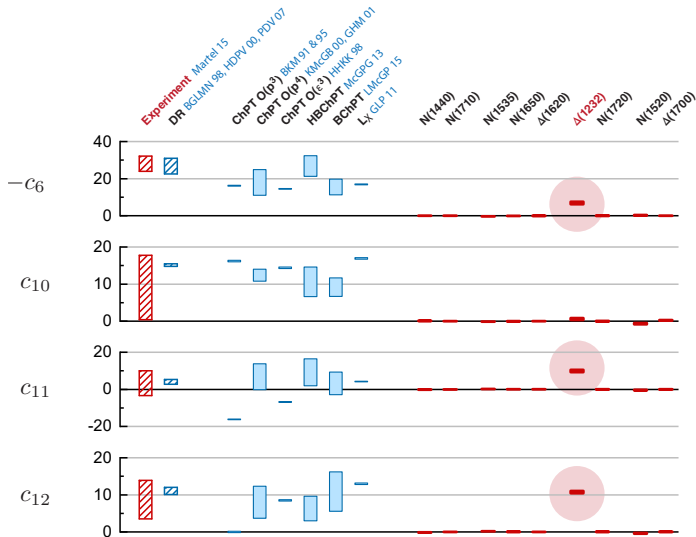 Experiment Martel 15
DR BGLMN 98, HDPV 00, PDV 07
ChPT O(p³) BKM 91 & 95
ChPT O(p⁴) KMcGB 00, GHM 01
ChPT O(ε³) HHKK 98
HBChPT McGPG 13
BChPT LMcGP 15
Lχ GLP 11
N(1440)
N(1710)
N(1535)
N(1650)
Δ(1620)
Δ(1232)
N(1720)
N(1520)
Δ(1700)
−c₆
40
20
0
c₁₀
20
10
0
c₁₁
20
0
-20
c₁₂
20
10
0